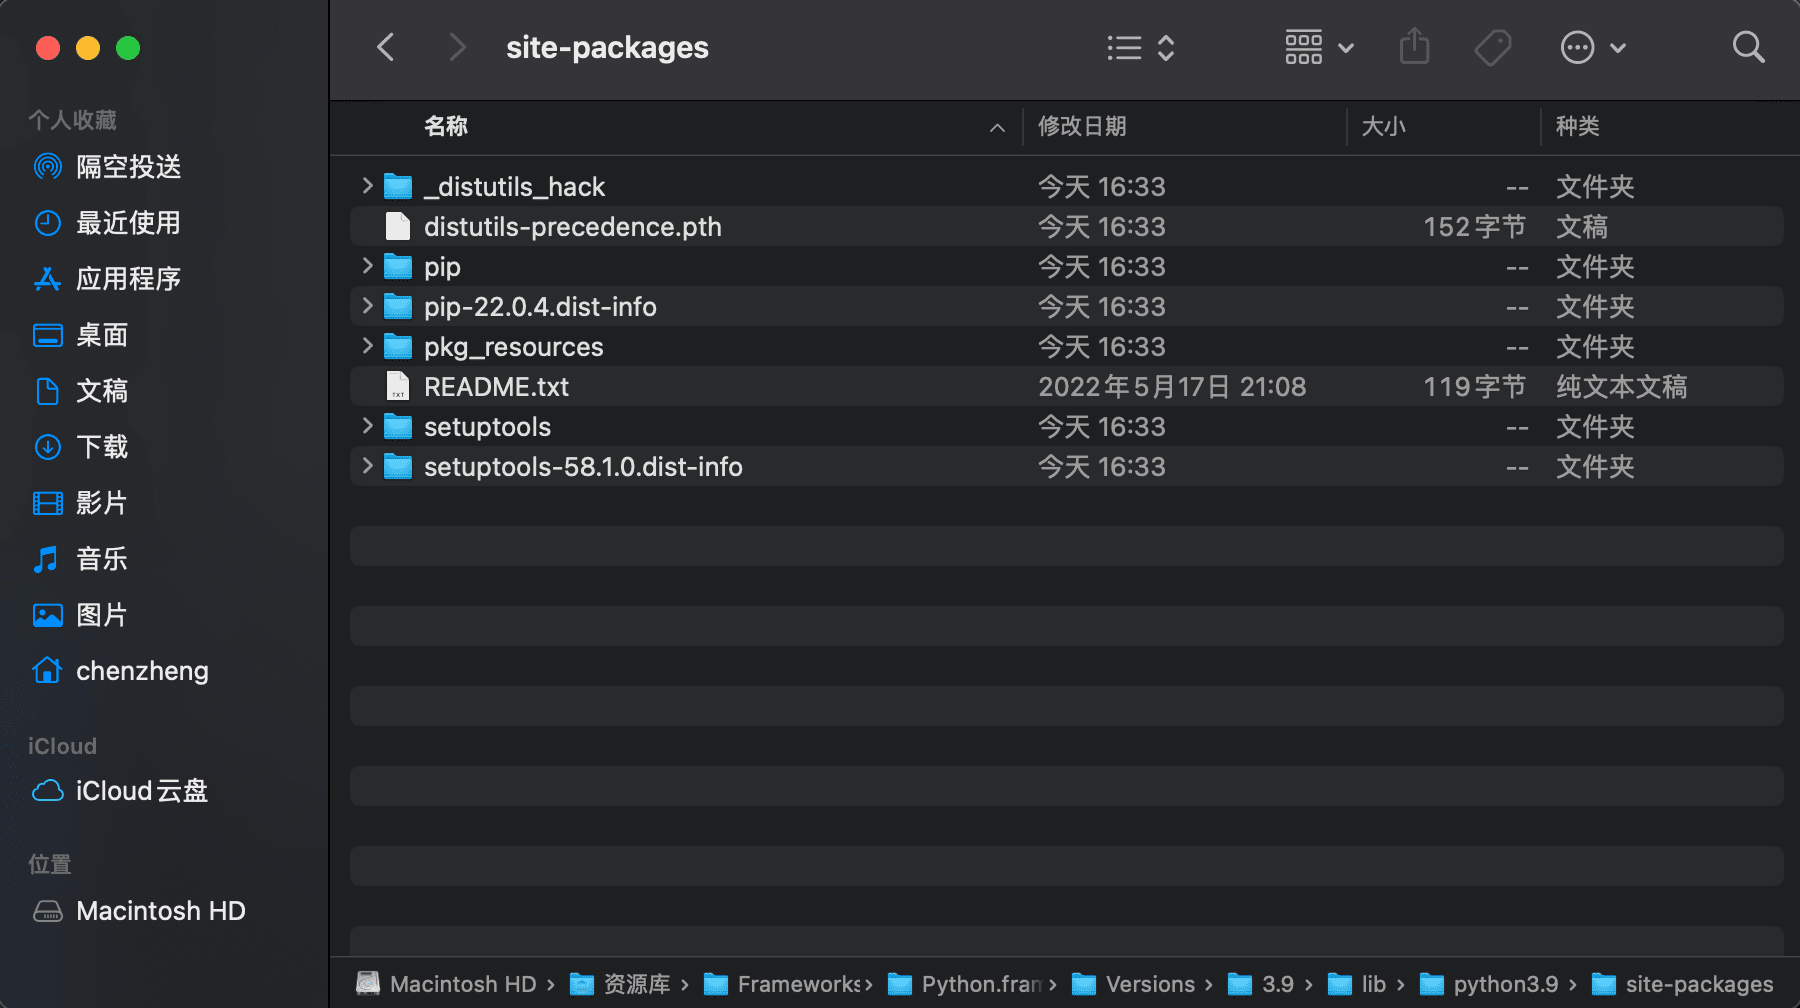 site-packages
个人收藏
隔空投送
最近使用
应用程序
桌面
文稿
下载
影片
音乐
图片
chenzheng
iCloud
iCloud云盘
位置
Macintosh HD
名称 修改日期 大小 种类
_distutils_hack 今天 16:33 -- 文件夹
distutils-precedence.pth 今天 16:33 152字节 文稿
pip 今天 16:33 -- 文件夹
pip-22.0.4.dist-info 今天 16:33 -- 文件夹
pkg_resources 今天 16:33 -- 文件夹
TXT README.txt 2022年5月17日 21:08 119字节 纯文本文稿
setuptools 今天 16:33 -- 文件夹
setuptools-58.1.0.dist-info 今天 16:33 -- 文件夹
Macintosh HD › 资源库 › Frameworks › Python.fram › Versions › 3.9 › lib › python3.9 › site-packages